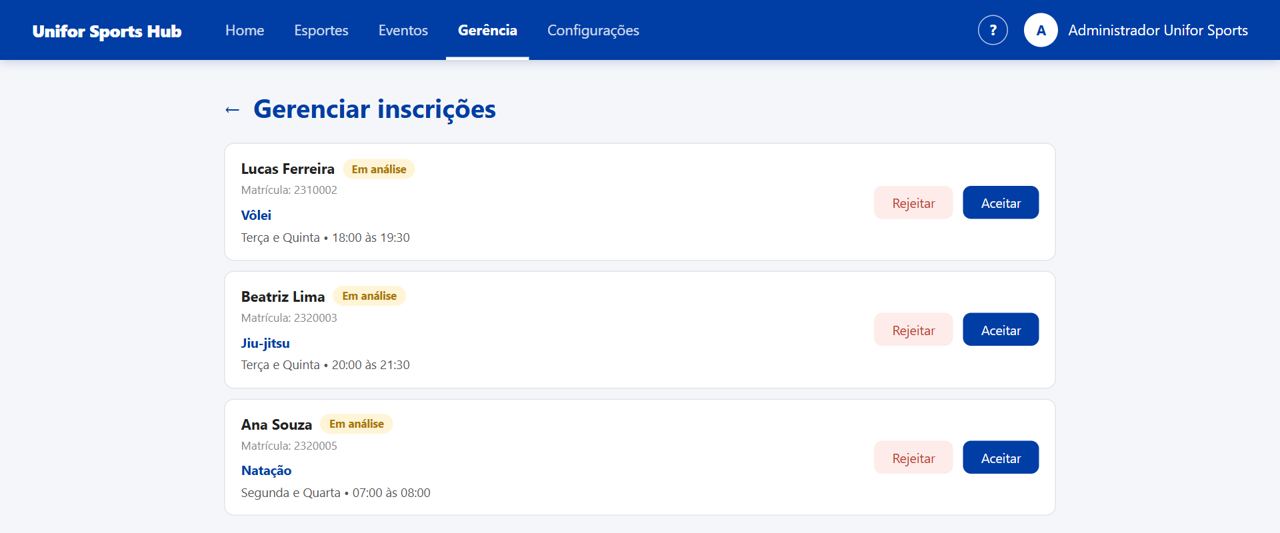 Unifor Sports Hub
Home
Esportes
Eventos
Gerência
Configurações
?
A
Administrador Unifor Sports
← Gerenciar inscrições
Lucas Ferreira Em análise
Matrícula: 2310002
Vôlei
Terça e Quinta • 18:00 às 19:30
Rejeitar
Aceitar
Beatriz Lima Em análise
Matrícula: 2320003
Jiu-jitsu
Terça e Quinta • 20:00 às 21:30
Rejeitar
Aceitar
Ana Souza Em análise
Matrícula: 2320005
Natação
Segunda e Quarta • 07:00 às 08:00
Rejeitar
Aceitar